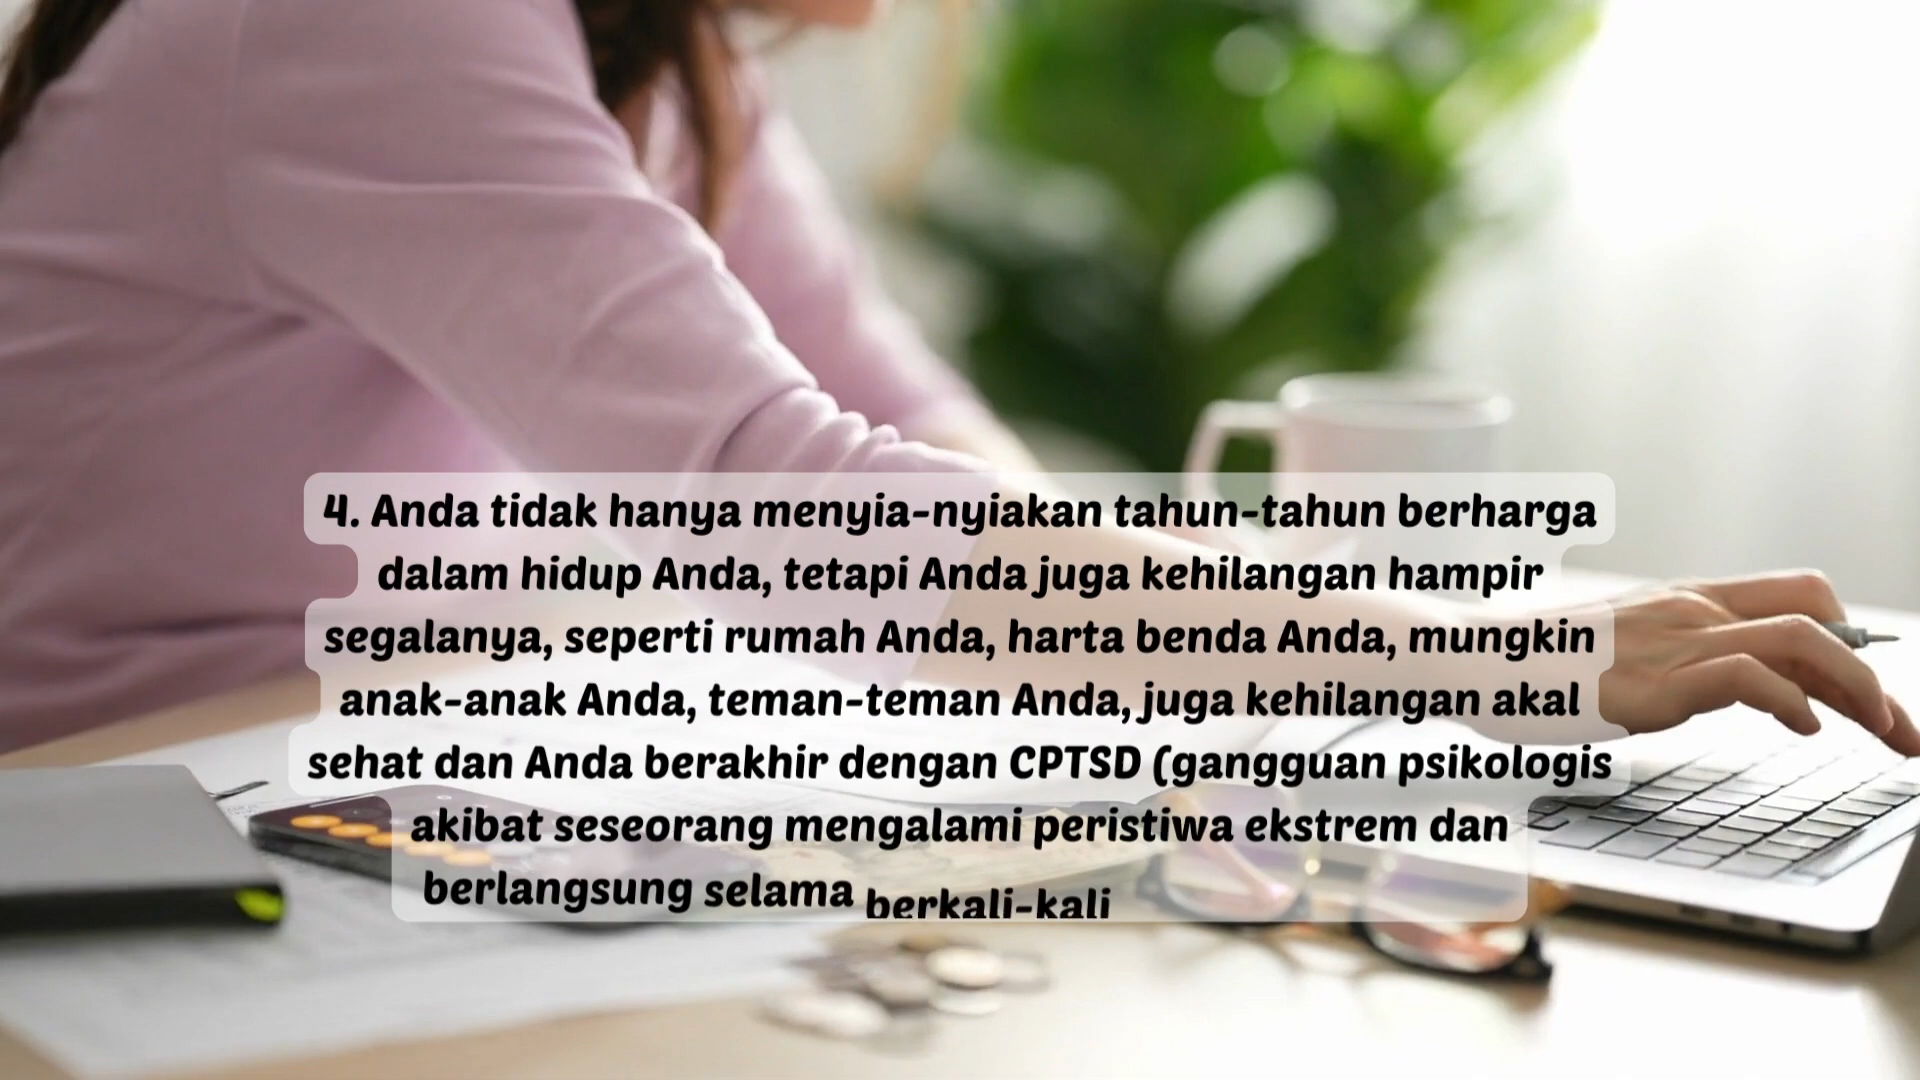 4. Anda tidak hanya menyia-nyiakan tahun-tahun berharga
dalam hidup Anda, tetapi Anda juga kehilangan hampir
segalanya, seperti rumah Anda, harta benda Anda, mungkin
anak-anak Anda, teman-teman Anda, juga kehilangan akal
sehat dan Anda berakhir dengan CPTSD (gangguan psikologis
akibat seseorang mengalami peristiwa ekstrem dan
berlangsung selama berkali-kali